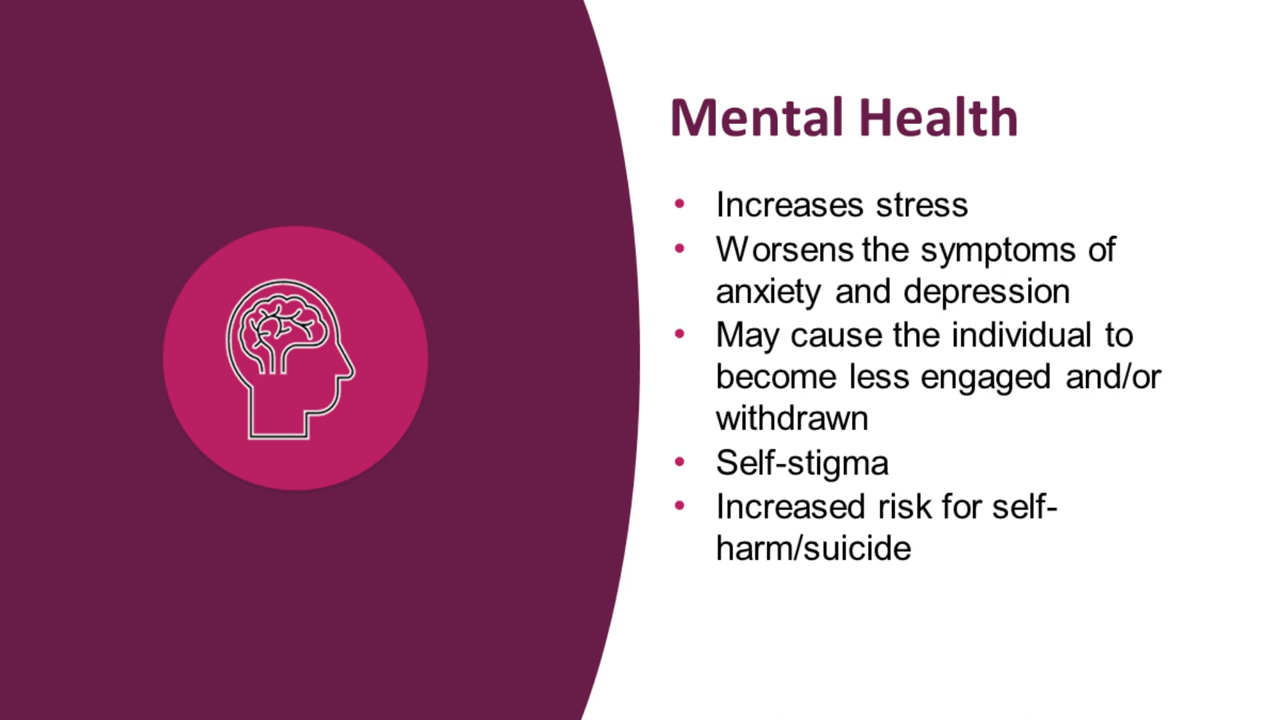 Mental Health
• Increases stress
• Worsens the symptoms of
anxiety and depression
• May cause the individual to
become less engaged and/or
withdrawn
• Self-stigma
• Increased risk for self-
harm/suicide